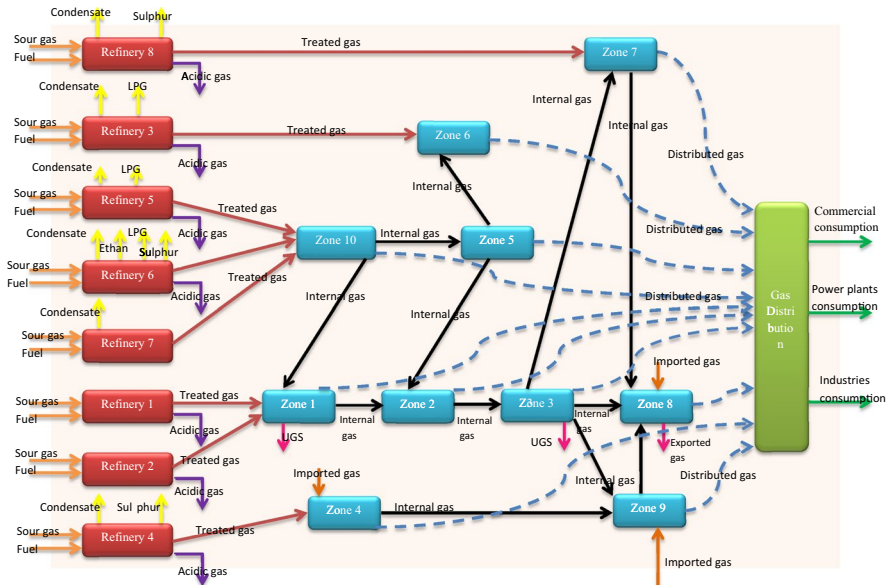 Condensate
Sulphur
Sour gas
Fuel
Refinery 8
Treated gas
Zone 7
Acidic gas
Condensate
LPG
Internal gas
Internal gas
Sour gas
Fuel
Refinery 3
Treated gas
Zone 6
Acidic gas
Distributed gas
Condensate
LPG
Sour gas
Fuel
Refinery 5
Treated gas
Internal gas
Acidic gas
Condensate
Ethan
LPG
Sulphur
Zone 10
Internal gas
Zone 5
Distributed gas
Commercial
consumption
Sour gas
Fuel
Refinery 6
Treated gas
Acidic gas
Internal gas
Distributed gas
Gas
Distri
butio
n
Power plants
consumption
Condensate
Internal gas
Sour gas
Fuel
Refinery 7
Imported gas
Sour gas
Fuel
Refinery 1
Treated gas
Zone 1
Internal
gas
Zone 2
Internal
gas
Zone 3
Internal
gas
Zone 8
Industries
consumption
Acidic gas
UGS
UGS
Exported
gas
Sour gas
Fuel
Refinery 2
Treated gas
Imported gas
Internal gas
Distributed gas
Acidic gas
Condensate
Sul phur
Sour gas
Fuel
Refinery 4
Treated gas
Zone 4
Internal gas
Zone 9
Acidic gas
Imported gas